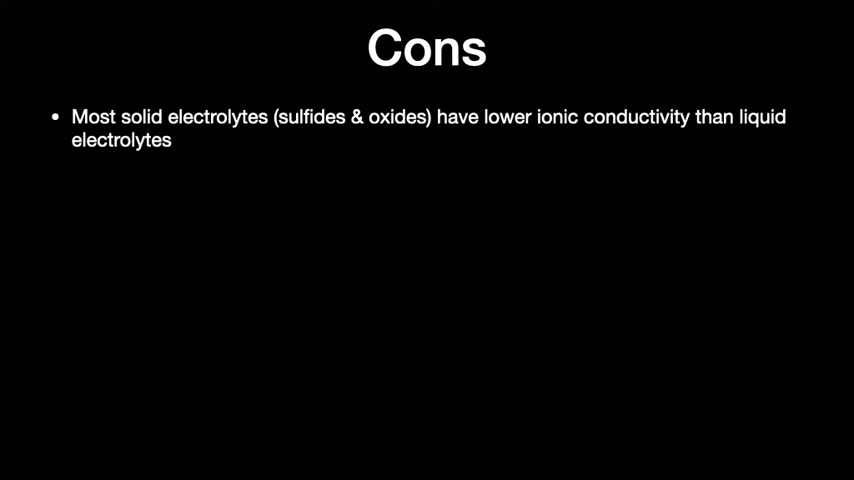 Cons
• Most solid electrolytes (sulfides & oxides) have lower ionic conductivity than liquid
electrolytes